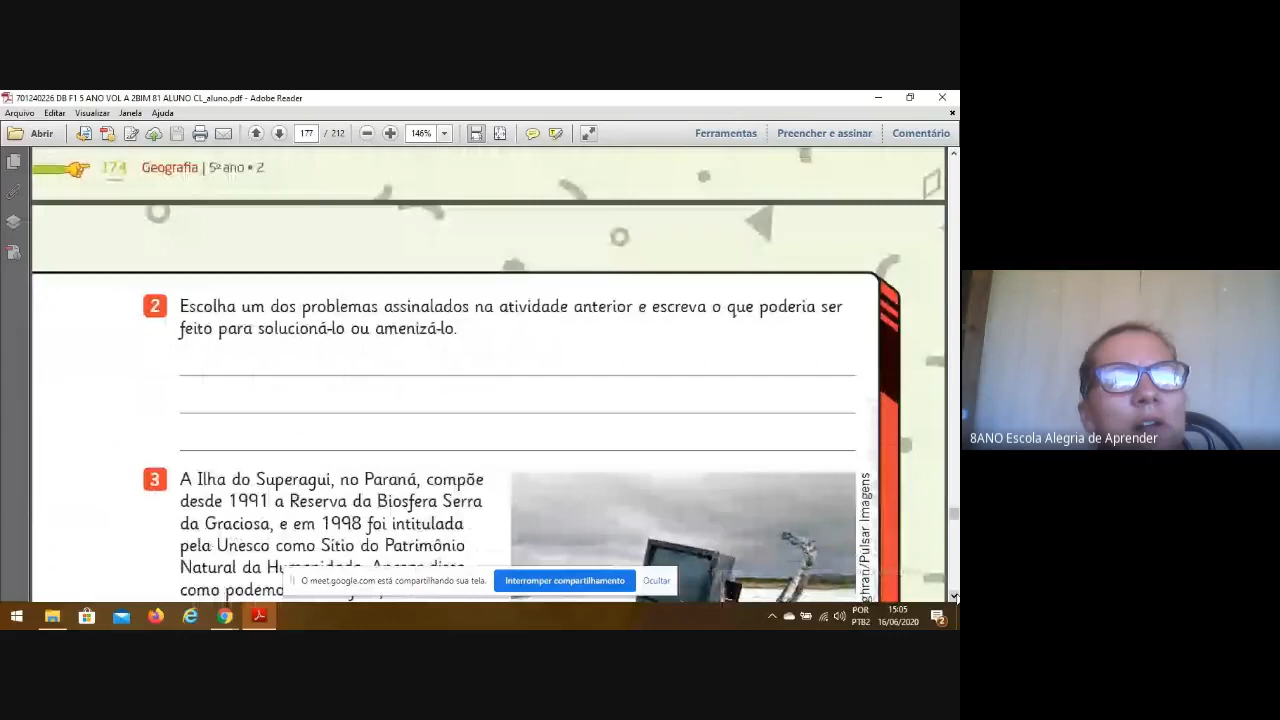 701240226 DB F1 5 ANO VOL A 2BIM 81 ALUNO CL_aluno.pdf - Adobe Reader
Arquivo Editar Visualizar Janela Ajuda
Abrir 177 / 212 146% Ferramentas Preencher e assinar Comentário
174 Geografia | 5º ano • 2
2 Escolha um dos problemas assinalados na atividade anterior e escreva o que poderia ser
feito para solucioná-lo ou amenizá-lo.
3 A Ilha do Superagui, no Paraná, compõe
desde 1991 a Reserva da Biosfera Serra
da Graciosa, e em 1998 foi intitulada
pela Unesco como Sítio do Patrimônio
Natural da
como
/Pulsar Imagens
O meet.google.com está compartilhando sua tela. Interromper compartilhamento Ocultar
8ANO Escola Alegria de Aprender
POR 15:05
PTB2 16/06/2020 2